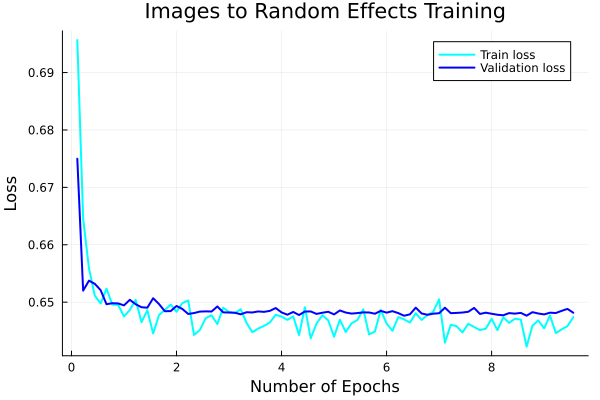 Images to Random Effects Training
Train loss
Validation loss
0.69
0.68
0.67
0.66
0.65
Loss
0
2
4
6
8
Number of Epochs